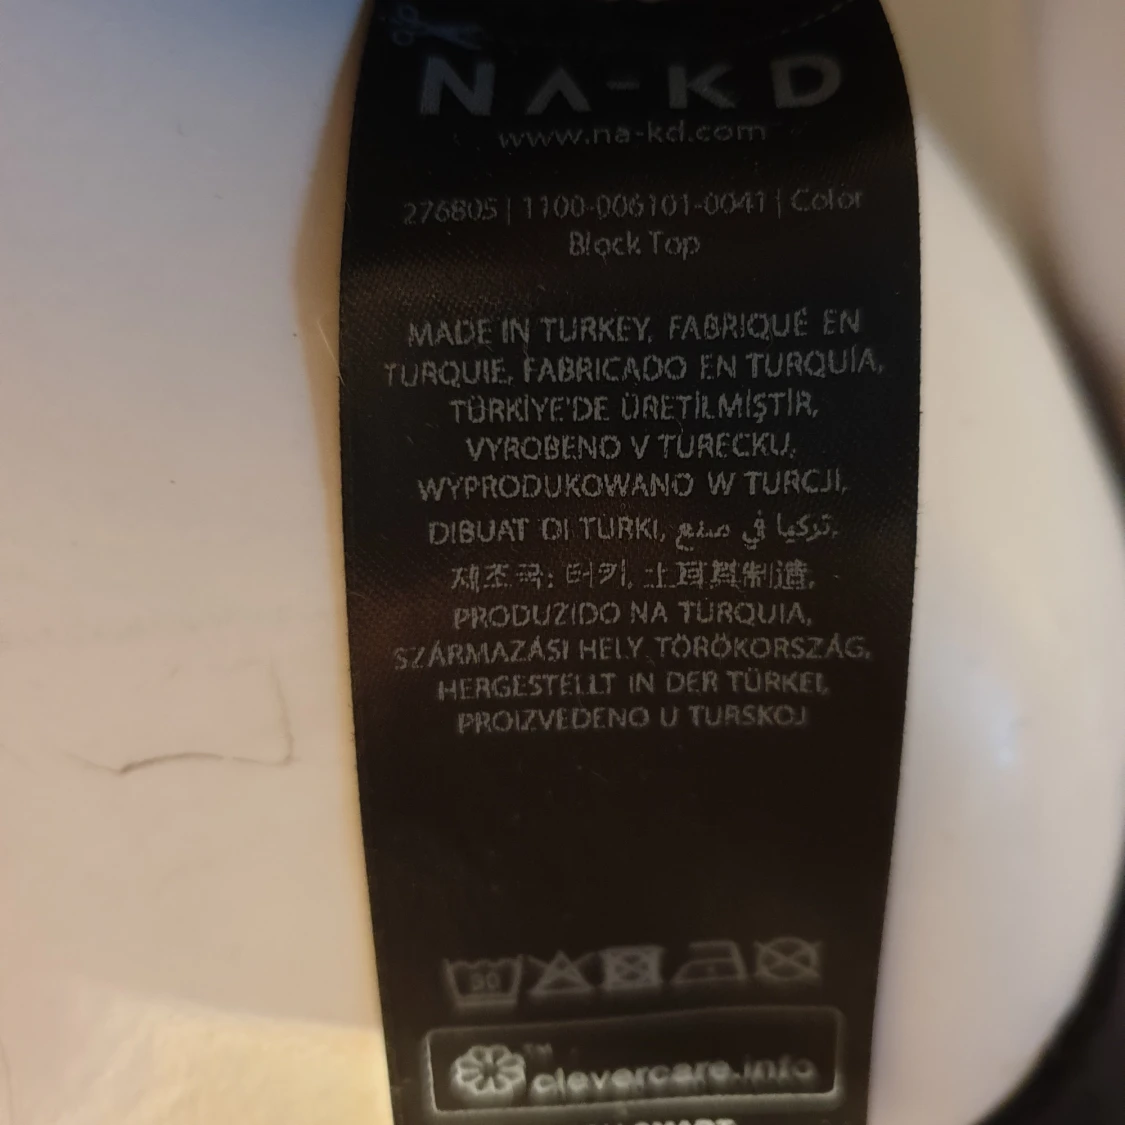 NA-KD
www.na-kd.com
276805 | 1100-006101-0041 | Color
Block Top
MADE IN TURKEY, FABRIQUÉ EN
TURQUIE, FABRICADO EN TURQUÍA,
TÜRKİYE'DE ÜRETİLMİŞTİR,
VYROBENO V TURECKU,
WYPRODUKOWANO W TURCJI,
DIBUAT DI TURKI, تركيا في صنع,
제조국: 터키, 土耳其制造,
PRODUZIDO NA TURQUIA,
SZÁRMAZÁSI HELY TÖRÖKORSZÁG,
HERGESTELLT IN DER TÜRKEI,
PROIZVEDENO U TURSKOJ
30
™ clevercare.info